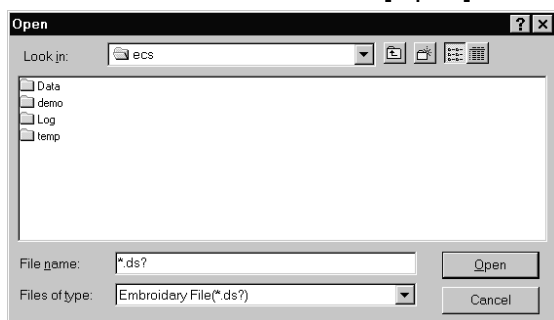 Open
Look in: ecs
Data
demo
Log
temp
File name: *.ds?
Open
Files of type: Embroidary File(*.ds?)
Cancel